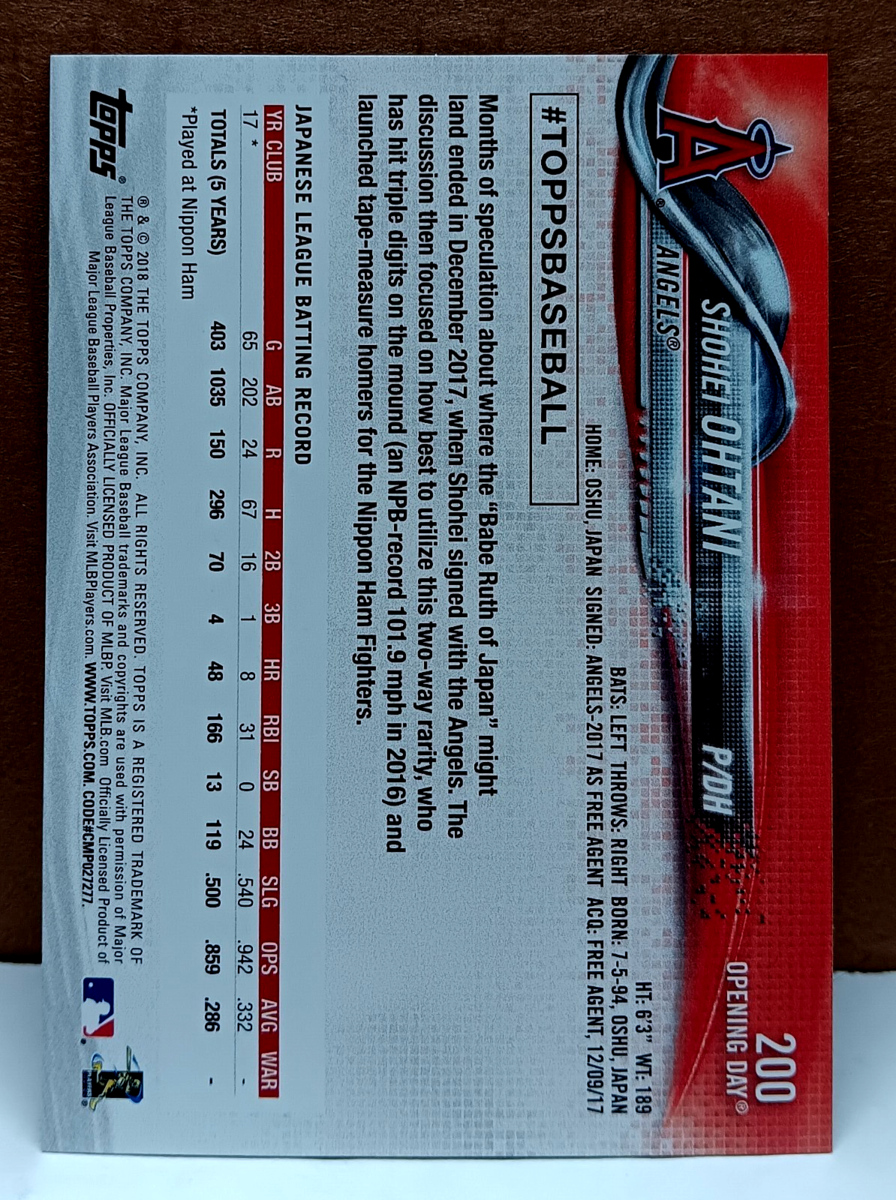 200
OPENING DAY®
SHOHEI OHTANI P/DH
A
ANGELS®
HT: 6'3" WT: 189
BATS: LEFT THROWS: RIGHT BORN: 7-5-94, OSHU, JAPAN
HOME: OSHU, JAPAN SIGNED: ANGELS-2017 AS FREE AGENT ACQ: FREE AGENT, 12/09/17
#TOPPSBASEBALL
Months of speculation about where the “Babe Ruth of Japan” might
land ended in December 2017, when Shohei signed with the Angels. The
discussion then focused on how best to utilize this two-way rarity, who
has hit triple digits on the mound (an NPB-record 101.9 mph in 2016) and
launched tape-measure homers for the Nippon Ham Fighters.
JAPANESE LEAGUE BATTING RECORD
YR CLUB G AB R H 2B 3B HR RBI SB BB SLG OPS AVG WAR
17 * 65 202 24 67 16 1 8 31 0 24 .540 .942 .332 -
TOTALS (5 YEARS) 403 1035 150 296 70 4 48 166 13 119 .500 .859 .286 -
*Played at Nippon Ham
topps®
® & © 2018 THE TOPPS COMPANY, INC. ALL RIGHTS RESERVED. TOPPS IS A REGISTERED TRADEMARK OF
THE TOPPS COMPANY, INC. Major League Baseball trademarks and copyrights are used with permission of Major
League Baseball Properties, Inc. OFFICIALLY LICENSED PRODUCT OF MLBP. Visit MLB.com Officially Licensed Product of
Major League Baseball Players Association. Visit MLBPlayers.com. WWW.TOPPS.COM. CODE#CMP027277.